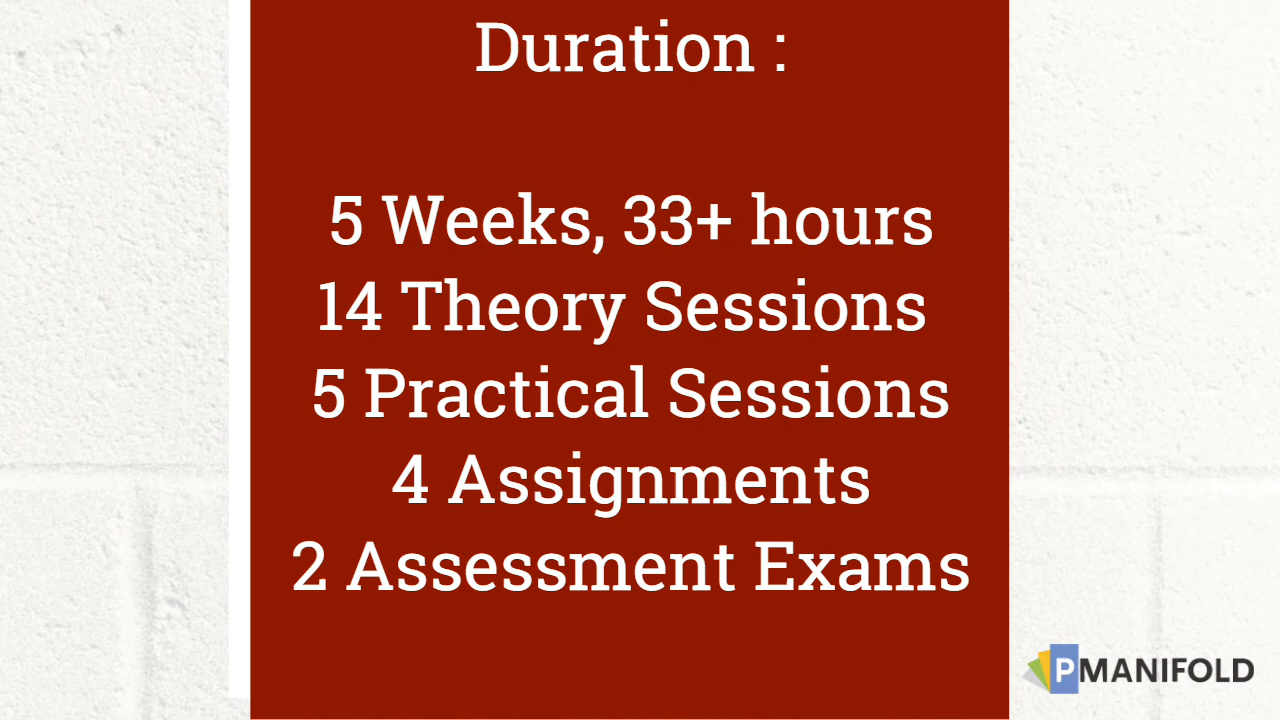 Duration :
5 Weeks, 33+ hours
14 Theory Sessions
5 Practical Sessions
4 Assignments
2 Assessment Exams
PMANIFOLD